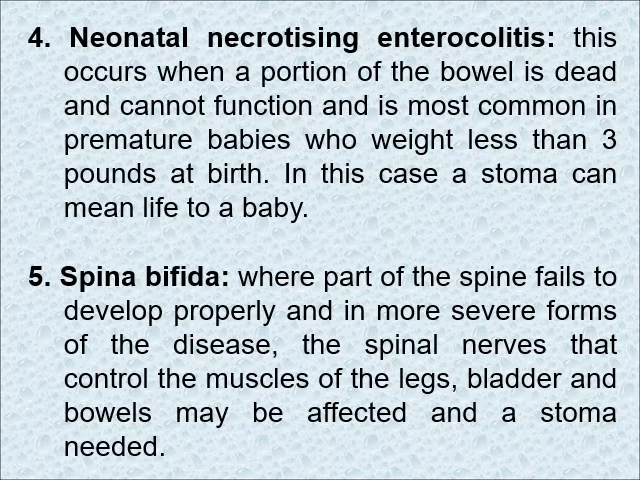 4. Neonatal necrotising enterocolitis: this
occurs when a portion of the bowel is dead
and cannot function and is most common in
premature babies who weight less than 3
pounds at birth. In this case a stoma can
mean life to a baby.
5. Spina bifida: where part of the spine fails to
develop properly and in more severe forms
of the disease, the spinal nerves that
control the muscles of the legs, bladder and
bowels may be affected and a stoma
needed.